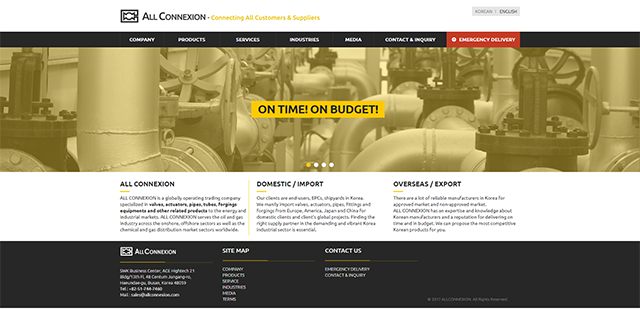 ALL CONNEXION - Connecting All Customers & Suppliers
KOREAN | ENGLISH
COMPANY PRODUCTS SERVICES INDUSTRIES MEDIA CONTACT & INQUIRY EMERGENCY DELIVERY
ON TIME! ON BUDGET!
ALL CONNEXION
ALL CONNEXION is a globally operating trading company
specialized in valves, actuators, pipes, tubes, forgings
equipments and other related products to the energy and
industrial markets. ALL CONNEXION serves the oil and gas
industry across the onshore, offshore sectors as well as the
chemical and gas distribution market sectors worldwide.
DOMESTIC / IMPORT
Our clients are end-users, EPCs, shipyards in Korea.
We mainly import valves, actuators, pipes, fittings and
forgings from Europe, America, Japan and China for
domestic clients and client's global projects. Finding the
right supply partner in the demanding and vibrant Korea
industrial sector is essential.
OVERSEAS / EXPORT
There are a lot of reliable manufacturers in Korea for
approved market and non-approved market.
ALL CONNEXION has an expertise and knowledge about
Korean manufacturers and a reputation for delivering on
time and in budget. We can propose the most competitive
Korean products for you.
ALL CONNEXION
SMK Business Center, ACE Hightech 21
Bldg(1301), 48 Centum Jungang-ro,
Haeundae-gu, Busan, Korea 48059
Tel : +82-51-744-7460
Mail : sales@allconnexion.com
SITE MAP
COMPANY
PRODUCTS
SERVICE
INDUSTRIES
MEDIA
TERMS
CONTACT US
EMERGENCY DELIVERY
CONTACT & INQUIRY
© 2017 ALLCONNEXION. All Rights Reserved